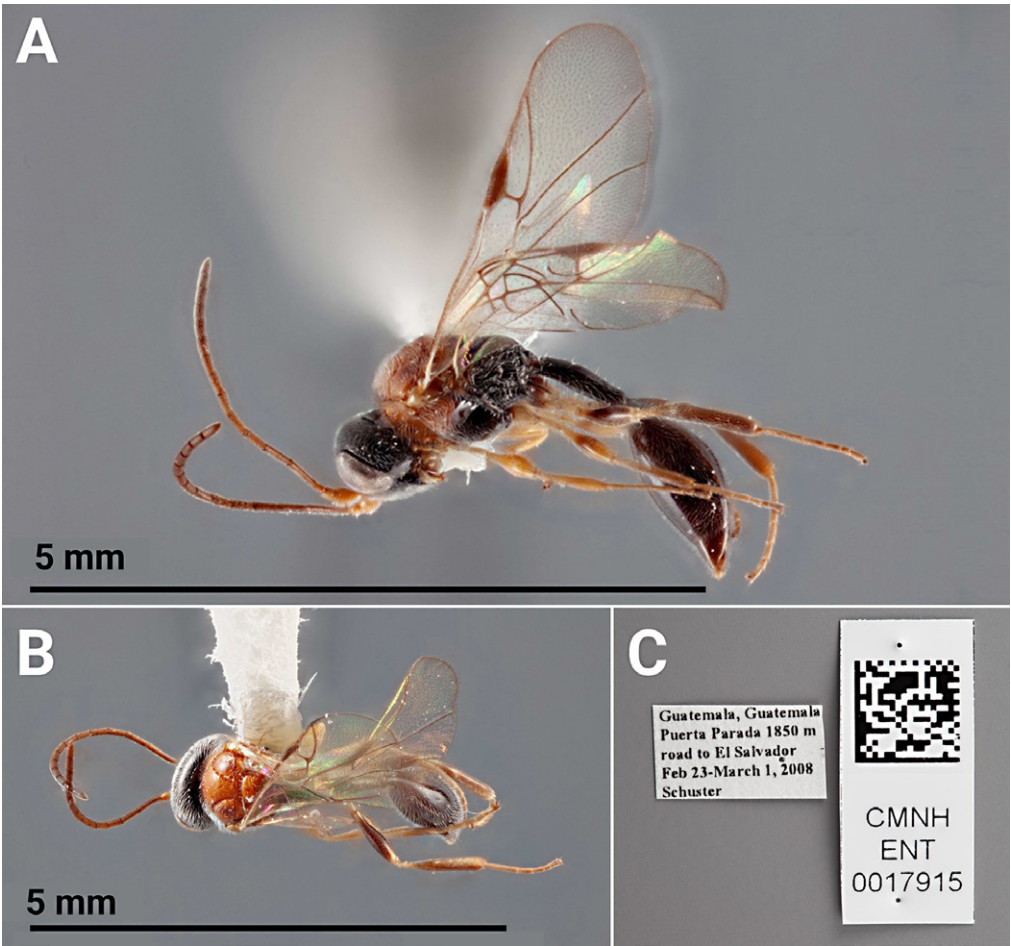 A
5 mm
B
5 mm
C
Guatemala, Guatemala
Puerta Parada 1850 m
road to El Salvador
Feb 23-March 1, 2008
Schuster
CMNH
ENT
0017915